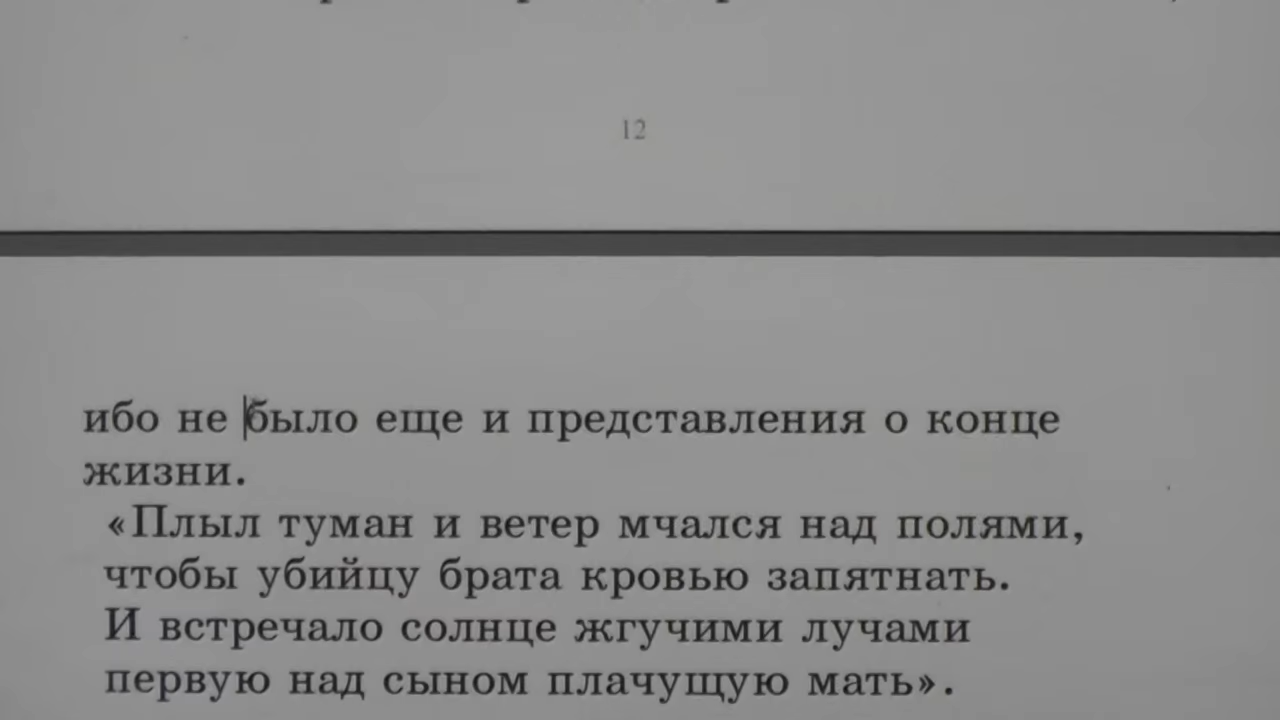 12
ибо не было еще и представления о конце
жизни.
«Плыл туман и ветер мчался над полями,
чтобы убийцу брата кровью запятнать.
И встречало солнце жгучими лучами
первую над сыном плачущую мать».